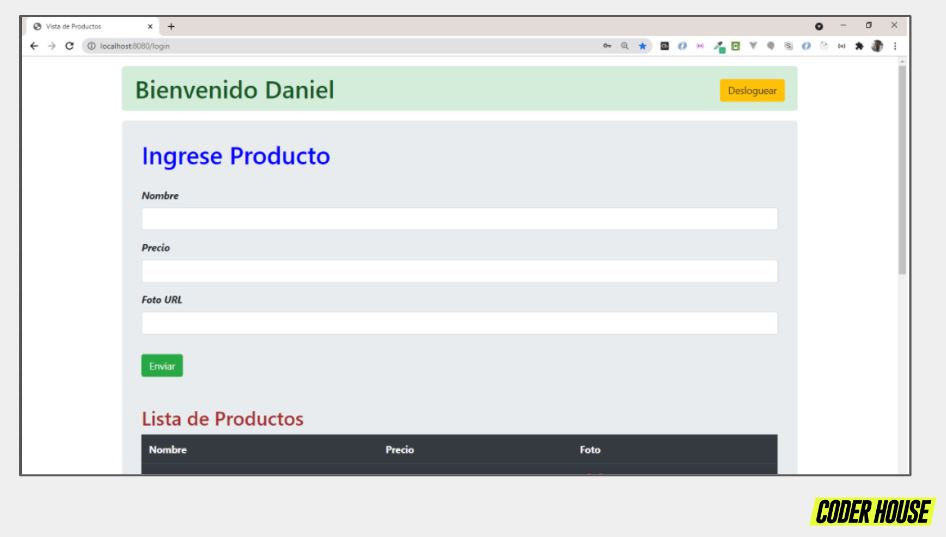 Vista de Productos
localhost:8080/login
Bienvenido Daniel
Desloguear
Ingrese Producto
Nombre
Precio
Foto URL
Enviar
Lista de Productos
Nombre Precio Foto
CODER HOUSE